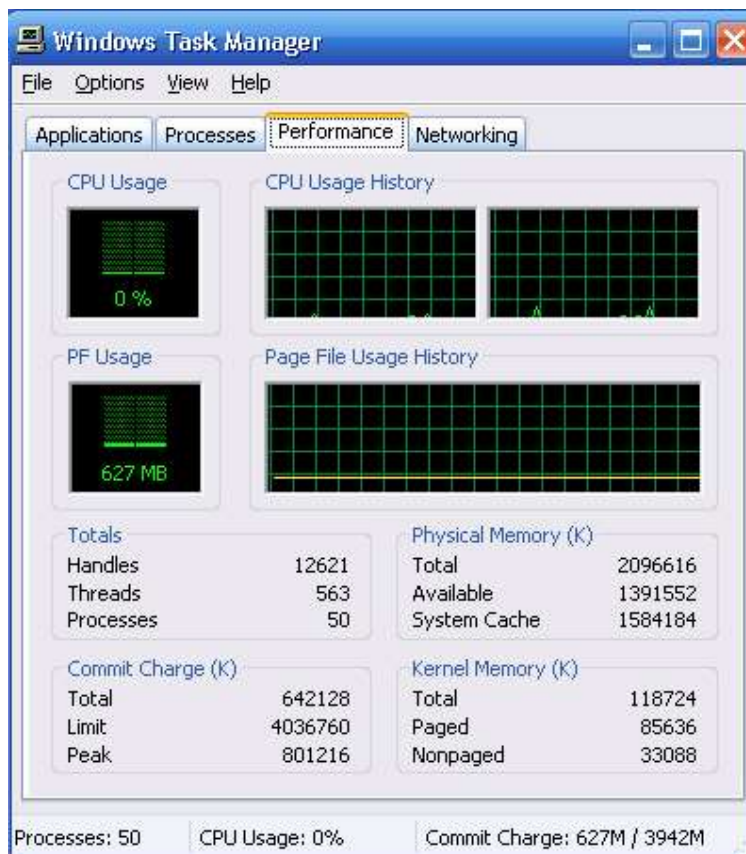 Windows Task Manager
File Options View Help
Applications Processes Performance Networking
CPU Usage CPU Usage History
0 %
PF Usage Page File Usage History
627 MB
Totals
Handles 12621
Threads 563
Processes 50
Physical Memory (K)
Total 2096616
Available 1391552
System Cache 1584184
Commit Charge (K)
Total 642128
Limit 4036760
Peak 801216
Kernel Memory (K)
Total 118724
Paged 85636
Nonpaged 33088
Processes: 50 CPU Usage: 0% Commit Charge: 627M / 3942M